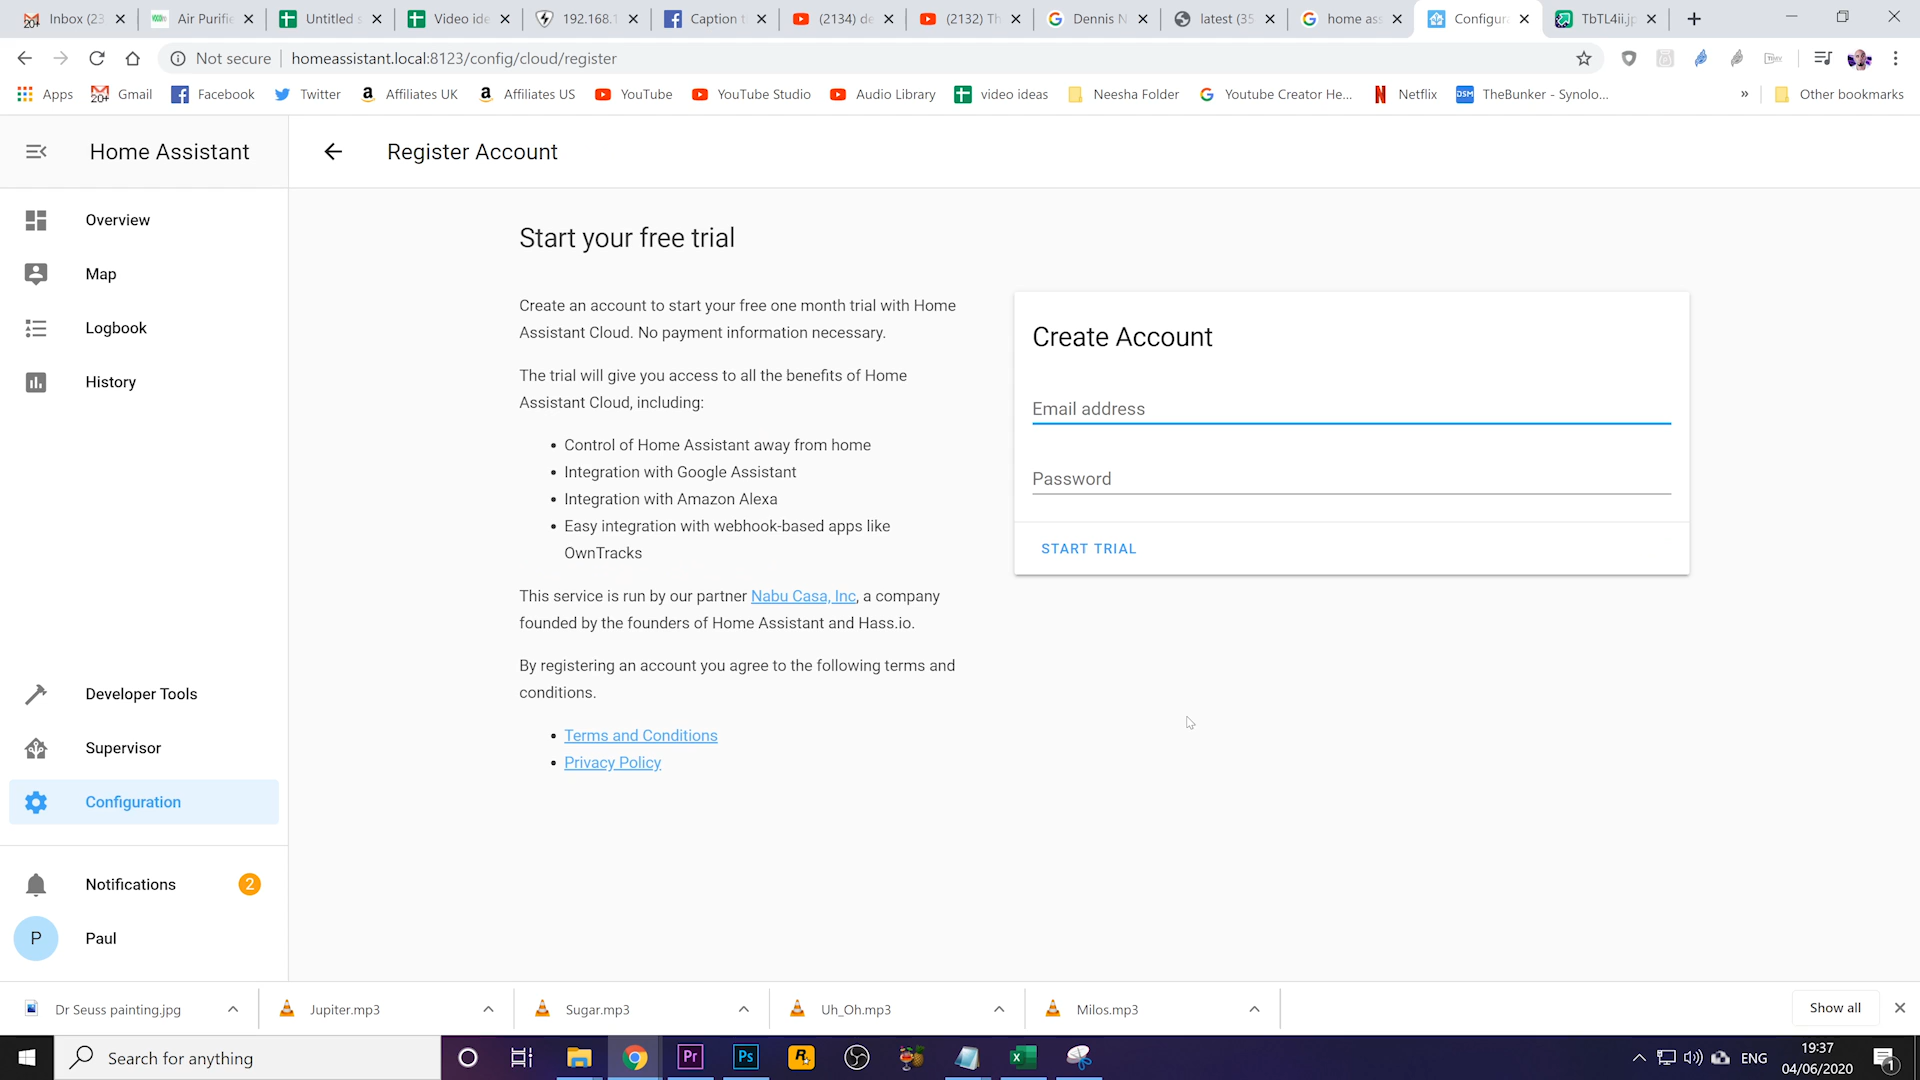 Inbox (23
Air Purifie
Untitled s
Video ide
192.168.1
Caption t
(2134) de
(2132) Th
Dennis N
latest (35
home ass
Configura
TbTL4ii.jp
Not secure
homeassistant.local:8123/config/cloud/register
Apps
Gmail
Facebook
Twitter
Affiliates UK
Affiliates US
YouTube
YouTube Studio
Audio Library
video ideas
Neesha Folder
Youtube Creator He...
Netflix
TheBunker - Synolo...
»
Other bookmarks
Home Assistant
Register Account
Overview
Map
Logbook
History
Developer Tools
Supervisor
Configuration
Notifications
2
P
Paul
Start your free trial
Create an account to start your free one month trial with Home
Assistant Cloud. No payment information necessary.
The trial will give you access to all the benefits of Home
Assistant Cloud, including:
• Control of Home Assistant away from home
• Integration with Google Assistant
• Integration with Amazon Alexa
• Easy integration with webhook-based apps like
OwnTracks
This service is run by our partner Nabu Casa, Inc, a company
founded by the founders of Home Assistant and Hass.io.
By registering an account you agree to the following terms and
conditions.
• Terms and Conditions
• Privacy Policy
Create Account
Email address
Password
START TRIAL
Dr Seuss painting.jpg
Jupiter.mp3
Sugar.mp3
Uh_Oh.mp3
Milos.mp3
Show all
Search for anything
Pr
Ps
R
ENG
19:37
04/06/2020
1